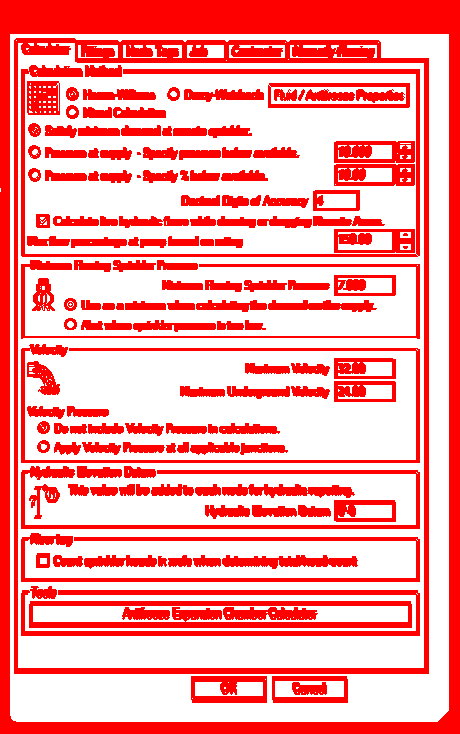 Calculator Fittings Node Tags Job Contractor
Calculation Method
Hazen-Williams Darcy-Weisbach Fluid / Antifreeze Properties
Mixed Calculation
Satisfy minimum demand at remote sprinkler.
Pressure at supply - Specify pressure below available. 10.000
Pressure at supply - Specify % below available. 10.00
Decimal Digits of Accuracy 4
Calculate live hydraulic flows while drawing or dragging Remote Areas.
Max flow percentage at pump based on rating 150.00
Minimum Flowing Sprinkler Pressure
Minimum Flowing Sprinkler Pressure 7.000
Use as a minimum when calculating the demand on the supply.
Alert when sprinkler pressure is too low.
Velocity
Maximum Velocity 32.00
Maximum Underground Velocity 24.00
Velocity Pressure
Do not include Velocity Pressure in calculations.
Apply Velocity Pressure at all applicable junctions.
Hydraulic Elevation Datum
This value will be added to each node for hydraulic reporting.
Hydraulic Elevation Datum
Riser tag
Count sprinkler heads in walls when determining total head count
Tools
Antifreeze Expansion Chamber Calculator
OK Cancel